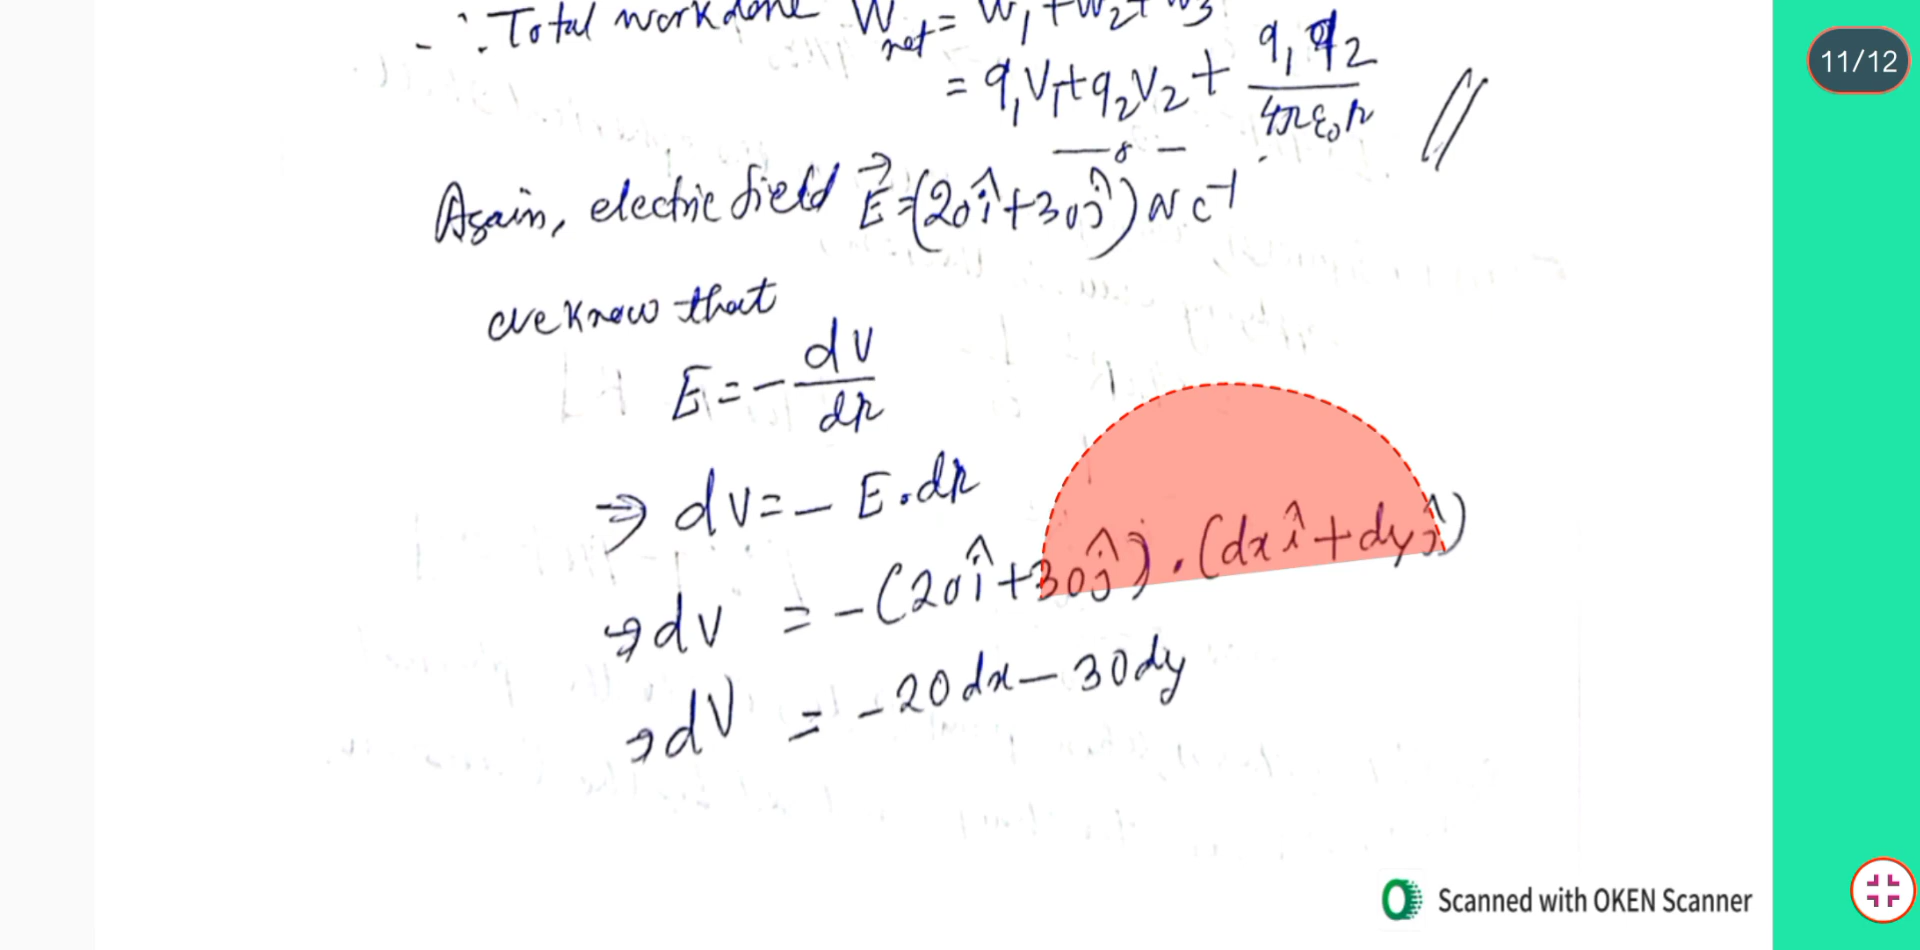 ∴ Total work done W_net = W₁ + W₂ + W₃
= q₁V₁ + q₂V₂ + q₁q₂/4πε₀r
Again, electric field E⃗ = (20î + 30ĵ) NC⁻¹
We know that
E = - dV/dr
⇒ dV = - E.dr
⇒ dV = - (20î + 30ĵ).(dxî + dyĵ)
⇒ dV = - 20dx - 30dy
11/12
Scanned with OKEN Scanner